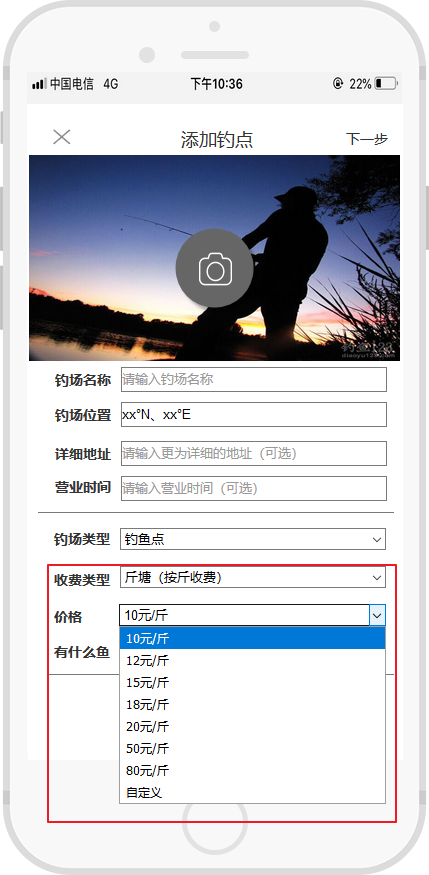 中国电信 4G 下午10:36 22%
添加钓点 下一步
钓场名称 请输入钓场名称
钓场位置 xx°N、xx°E
详细地址 请输入更为详细的地址（可选）
营业时间 请输入营业时间（可选）
钓场类型 钓鱼点
收费类型 斤塘（按斤收费）
价格 10元/斤
10元/斤
有什么鱼
12元/斤
15元/斤
18元/斤
20元/斤
50元/斤
80元/斤
自定义